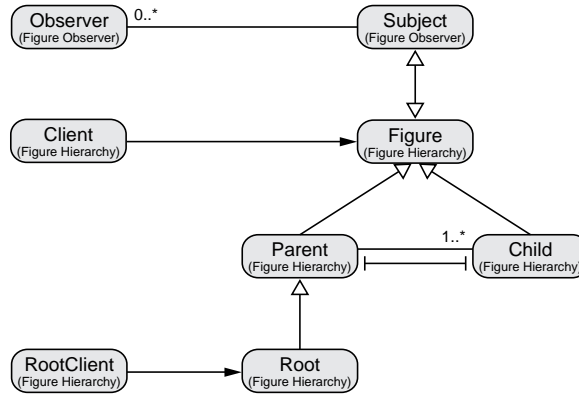 Observer
(Figure Observer)
0..*
Subject
(Figure Observer)
Client
(Figure Hierarchy)
Figure
(Figure Hierarchy)
Parent
(Figure Hierarchy)
1..*
Child
(Figure Hierarchy)
RootClient
(Figure Hierarchy)
Root
(Figure Hierarchy)